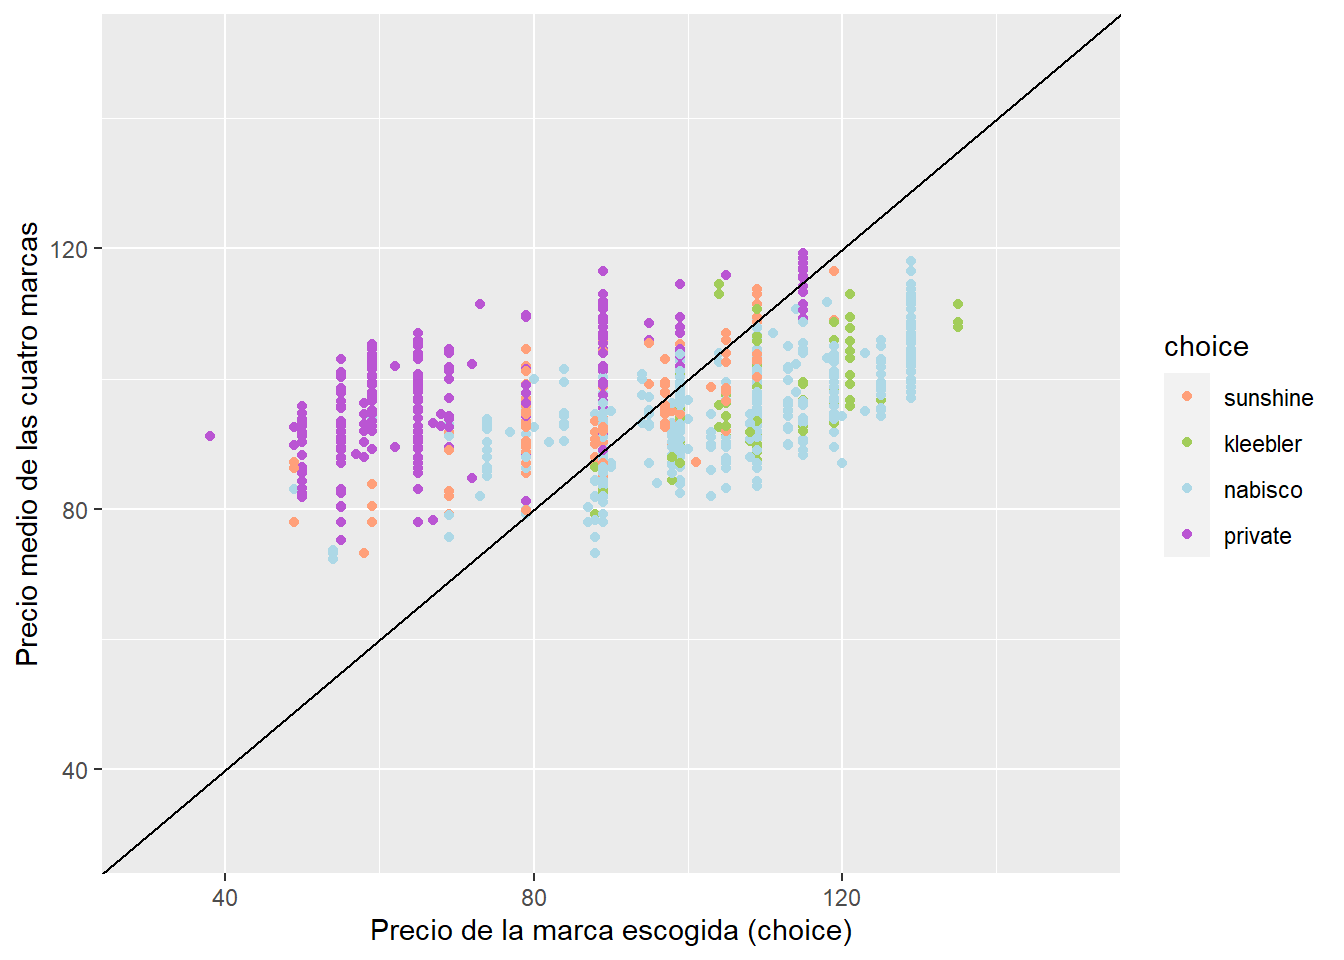 Precio medio de las cuatro marcas
120
80
40
40 80 120
Precio de la marca escogida (choice)
choice
sunshine
kleebler
nabisco
private